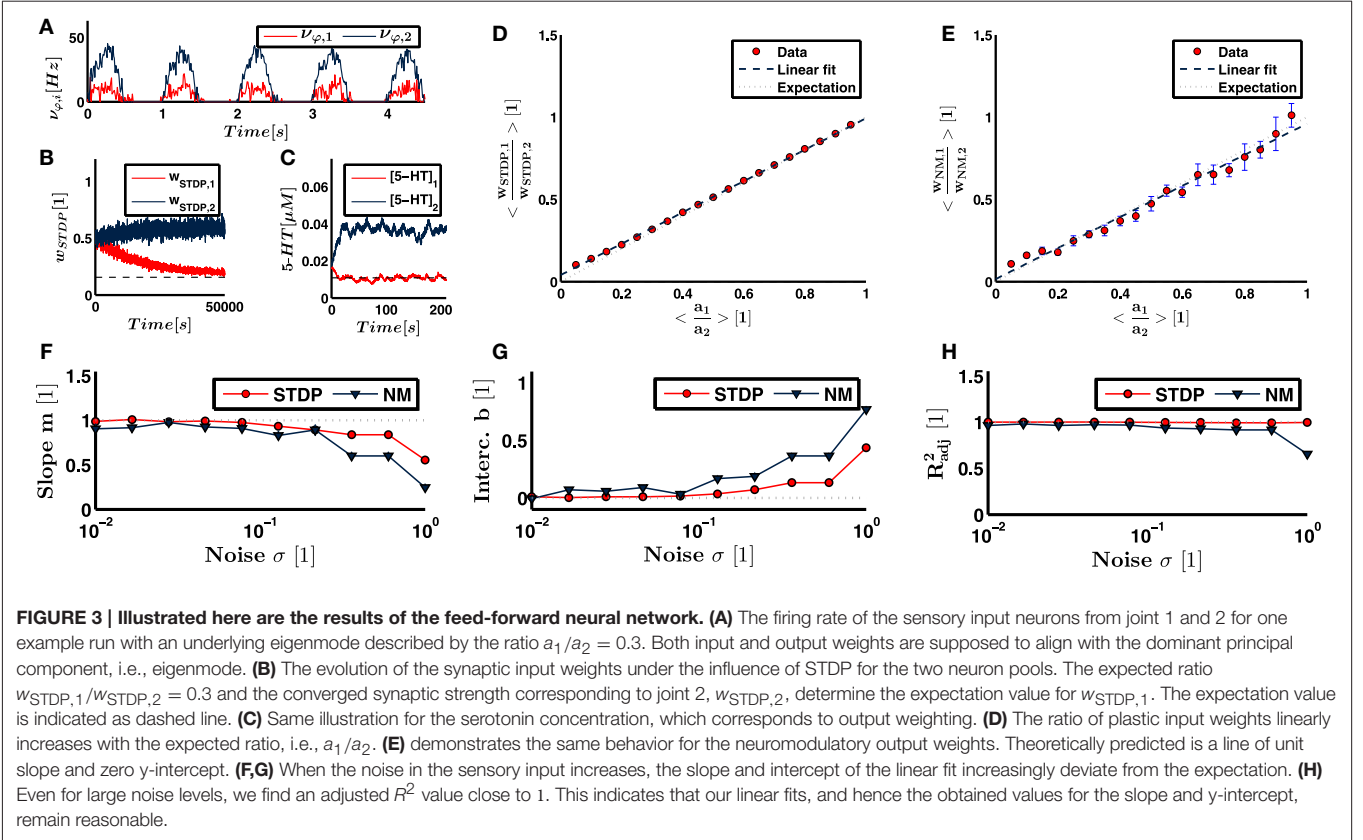 A
50
0
ν_φ,i[Hz]
ν_φ,1
ν_φ,2
0 1 2 3 4
Time[s]
B
1
0.5
0
w_STDP[1]
w_STDP,1
w_STDP,2
0 50000
Time[s]
C
0.06
0.04
0.02
0
5-HT[μM]
[5-HT]_1
[5-HT]_2
0 100 200
Time[s]
D
1.5
1
0.5
0
< w_STDP,1 / w_STDP,2 > [1]
Data
Linear fit
Expectation
0.2 0.4 0.6 0.8 1
< a_1 / a_2 > [1]
E
1.5
1
0.5
0
< w_NM,1 / w_NM,2 > [1]
Data
Linear fit
Expectation
0.2 0.4 0.6 0.8 1
< a_1 / a_2 > [1]
F
1.5
1
0.5
0
Slope m [1]
STDP NM
10^-2 10^-1 10^0
Noise σ [1]
G
1
0.5
0
Interc. b [1]
STDP NM
10^-2 10^-1 10^0
Noise σ [1]
H
1.5
1
0.5
0
R^2_adj [1]
STDP NM
10^-2 10^-1 10^0
Noise σ [1]
FIGURE 3 | Illustrated here are the results of the feed-forward neural network. (A) The firing rate of the sensory input neurons from joint 1 and 2 for one
example run with an underlying eigenmode described by the ratio a_1/a_2 = 0.3. Both input and output weights are supposed to align with the dominant principal
component, i.e., eigenmode. (B) The evolution of the synaptic input weights under the influence of STDP for the two neuron pools. The expected ratio
w_STDP,1/w_STDP,2 = 0.3 and the converged synaptic strength corresponding to joint 2, w_STDP,2, determine the expectation value for w_STDP,1. The expectation value
is indicated as dashed line. (C) Same illustration for the serotonin concentration, which corresponds to output weighting. (D) The ratio of plastic input weights linearly
increases with the expected ratio, i.e., a_1/a_2. (E) demonstrates the same behavior for the neuromodulatory output weights. Theoretically predicted is a line of unit
slope and zero y-intercept. (F,G) When the noise in the sensory input increases, the slope and intercept of the linear fit increasingly deviate from the expectation. (H)
Even for large noise levels, we find an adjusted R^2 value close to 1. This indicates that our linear fits, and hence the obtained values for the slope and y-intercept,
remain reasonable.